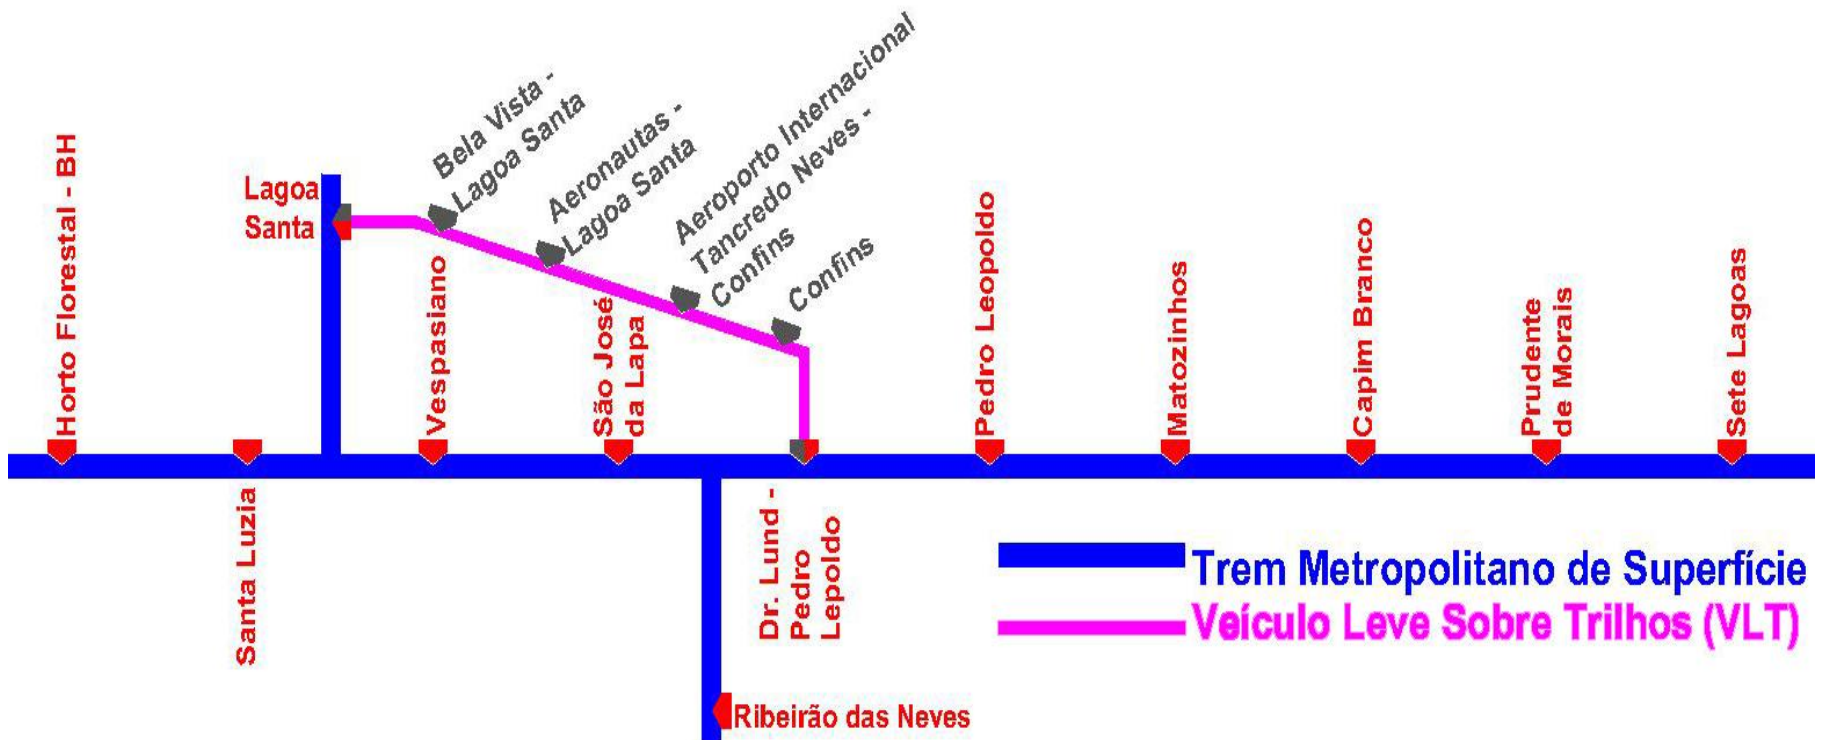 Horto Florestal - BH
Santa Luzia
Lagoa
Santa
Vespasiano
Bela Vista -
Lagoa Santa
Aeronautas -
Lagoa Santa
São José
da Lapa
Aeroporto Internacional
Tancredo Neves -
Confins
Confins
Dr. Lund -
Pedro
Lepoldo
Ribeirão das Neves
Pedro Leopoldo
Matozinhos
Capim Branco
Prudente
de Morais
Sete Lagoas
Trem Metropolitano de Superfície
Veículo Leve Sobre Trilhos (VLT)